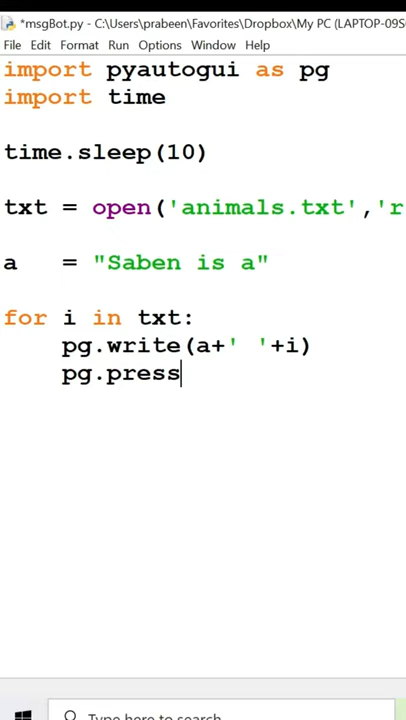 *msgBot.py - C:\Users\prabeen\Favorites\Dropbox\My PC (LAPTOP-09S
File Edit Format Run Options Window Help
import pyautogui as pg
import time
time.sleep(10)
txt = open('animals.txt','r
a   = "Saben is a"
for i in txt:
    pg.write(a+' '+i)
    pg.press
Type here to search